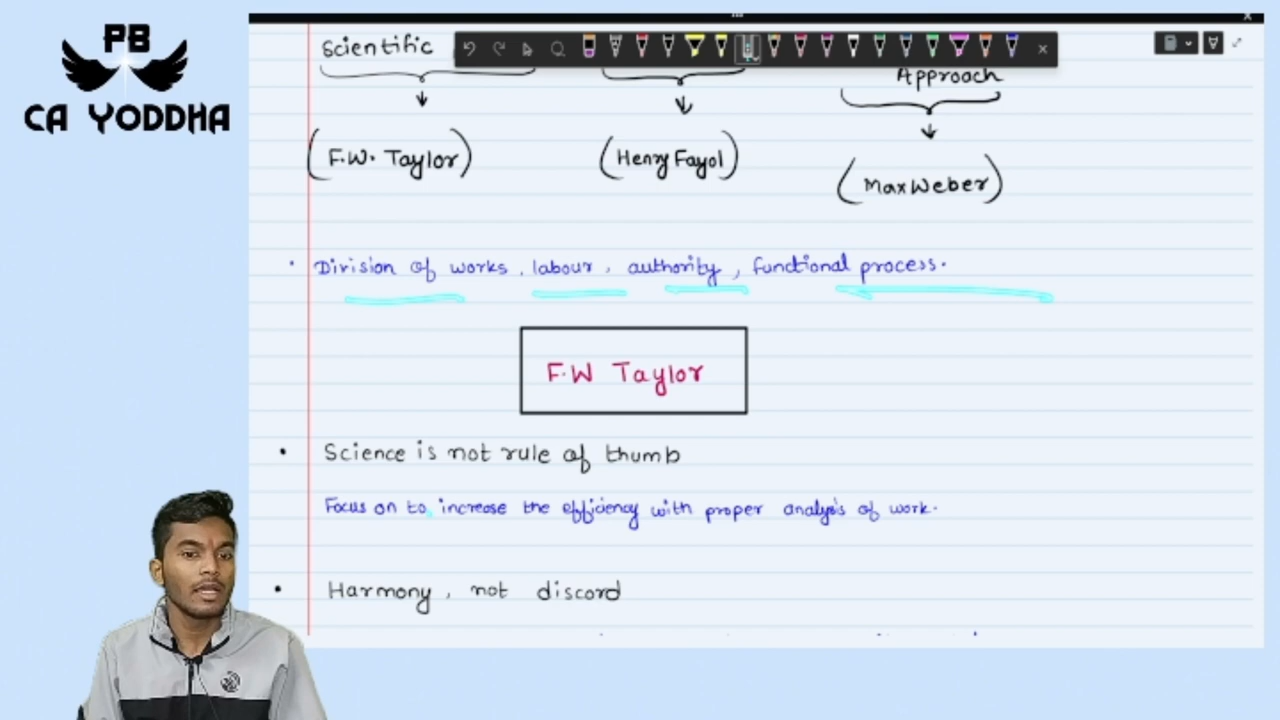 PB
CA YODDHA
Scientific
Approach
(F.W. Taylor)
(Henry Fayol)
(Max Weber)
• Division of works, labour, authority, functional process.
F.W Taylor
• Science is not rule of thumb
Focus on to increase the efficiency with proper analysis of work.
• Harmony, not discord